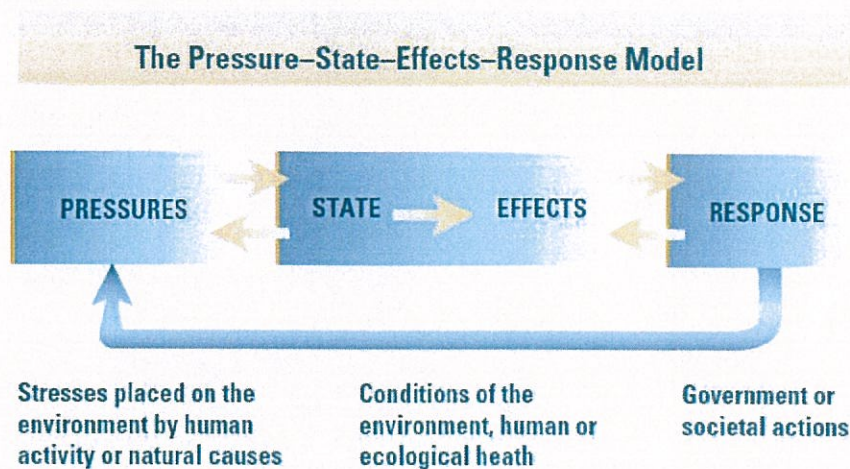 The Pressure–State–Effects–Response Model
PRESSURES
STATE
EFFECTS
RESPONSE
Stresses placed on the
environment by human
activity or natural causes
Conditions of the
environment, human or
ecological heath
Government or
societal actions